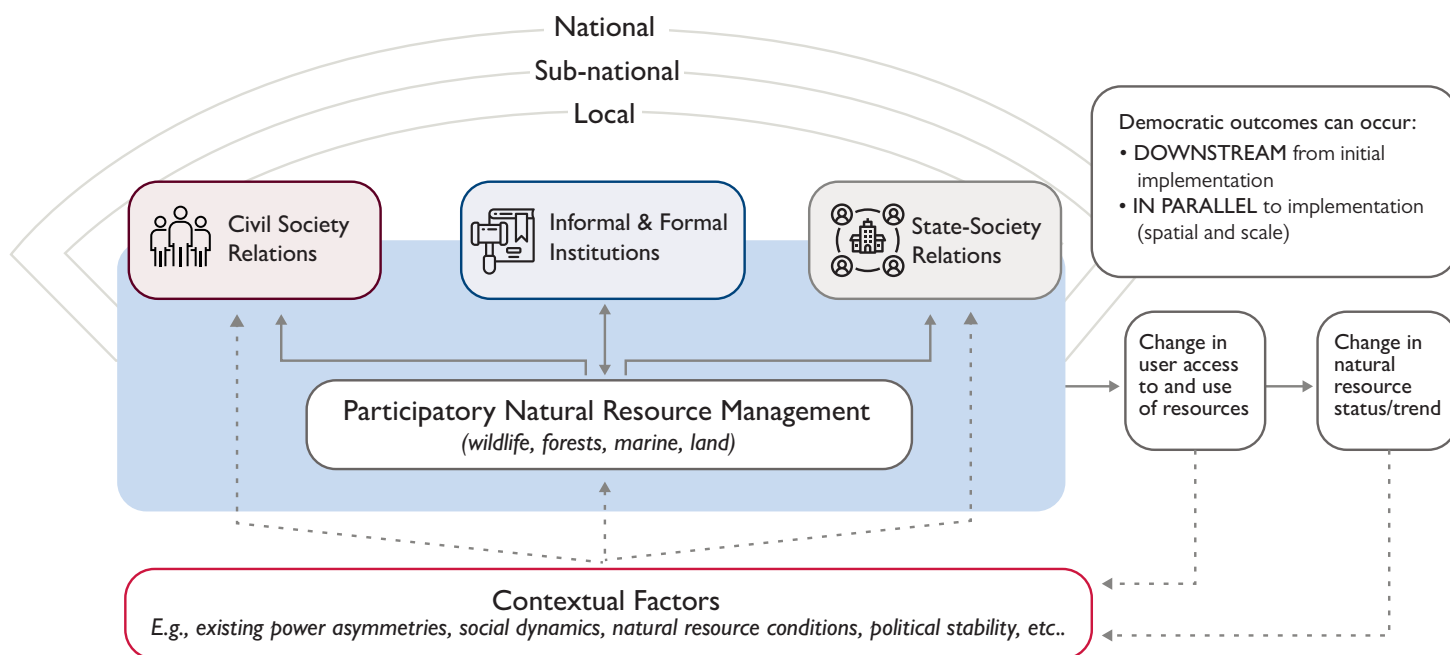 National
Sub-national
Local
Democratic outcomes can occur:
• DOWNSTREAM from initial
implementation
• IN PARALLEL to implementation
(spatial and scale)
Civil Society
Relations
Informal & Formal
Institutions
State-Society
Relations
Participatory Natural Resource Management
(wildlife, forests, marine, land)
Change in
user access
to and use
of resources
Change in
natural
resource
status/trend
Contextual Factors
E.g., existing power asymmetries, social dynamics, natural resource conditions, political stability, etc..